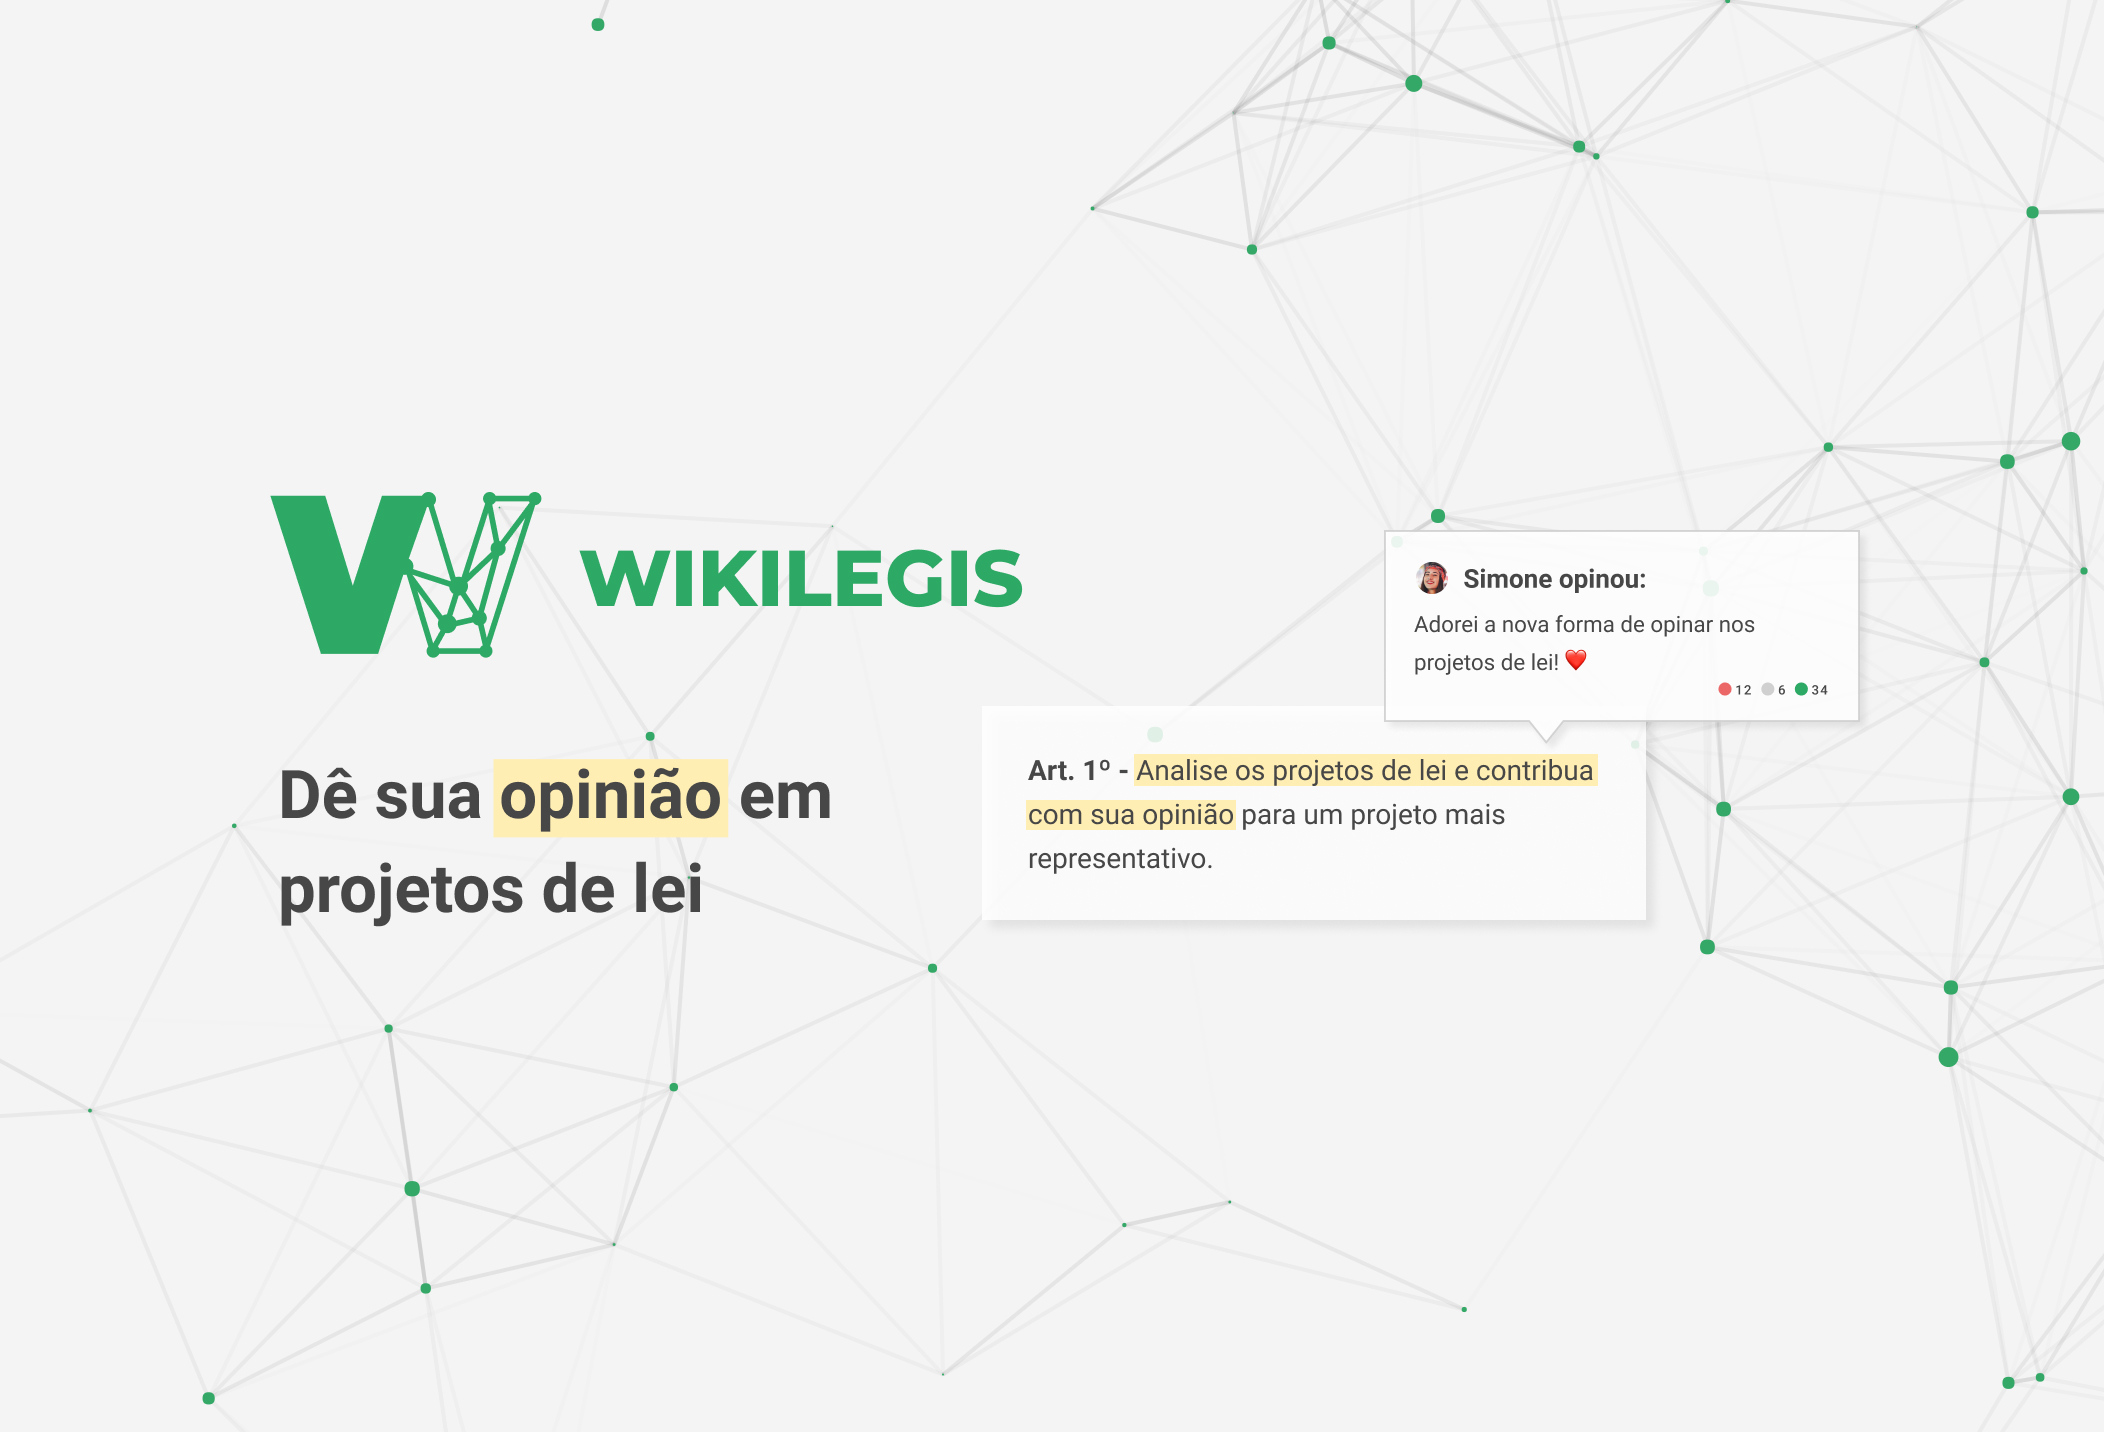 WIKILEGIS
Dê sua opinião em
projetos de lei
Simone opinou:
Adorei a nova forma de opinar nos
projetos de lei! ❤️
12 6 34
Art. 1º - Analise os projetos de lei e contribua
com sua opinião para um projeto mais
representativo.